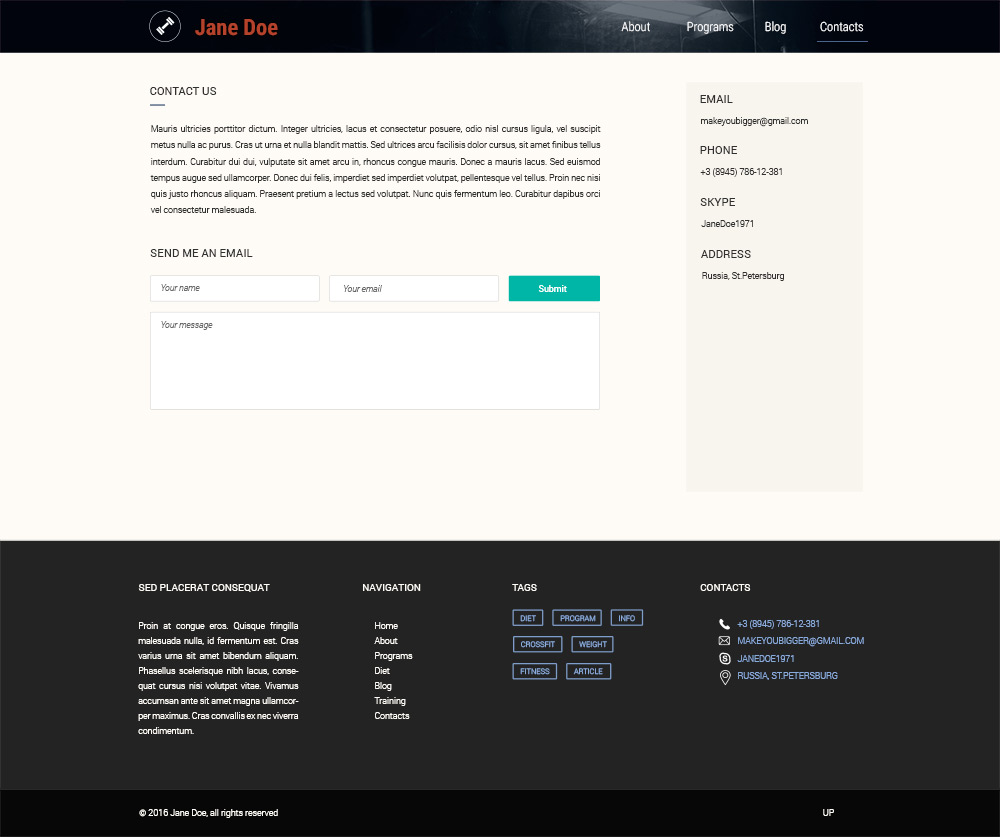 Jane Doe
About Programs Blog Contacts
CONTACT US
Mauris ultricies porttitor dictum. Integer ultricies, lacus et consectetur posuere, odio nisl cursus ligula, vel suscipit
metus nulla ac purus. Cras ut urna et nulla blandit mattis. Sed ultrices arcu facilisis dolor cursus, sit amet finibus tellus
interdum. Curabitur dui dui, vulputate sit amet arcu in, rhoncus congue mauris. Donec a mauris lacus. Sed euismod
tempus augue sed ullamcorper. Donec dui felis, imperdiet sed imperdiet volutpat, pellentesque vel tellus. Proin nec nisi
quis justo rhoncus aliquam. Praesent pretium a lectus sed volutpat. Nunc quis fermentum leo. Curabitur dapibus orci
vel consectetur malesuada.
SEND ME AN EMAIL
Your name
Your email
Submit
Your message
EMAIL
makeyoubigger@gmail.com
PHONE
+3 (8945) 786-12-381
SKYPE
JaneDoe1971
ADDRESS
Russia, St.Petersburg
SED PLACERAT CONSEQUAT
Proin at congue eros. Quisque fringilla
malesuada nulla, id fermentum est. Cras
varius urna sit amet bibendum aliquam.
Phasellus scelerisque nibh lacus, conse-
quat cursus nisi volutpat vitae. Vivamus
accumsan ante sit amet magna ullamcor-
per maximus. Cras convallis ex nec viverra
condimentum.
NAVIGATION
Home
About
Programs
Diet
Blog
Training
Contacts
TAGS
DIET PROGRAM INFO
CROSSFIT WEIGHT
FITNESS ARTICLE
CONTACTS
+3 (8945) 786-12-381
MAKEYOUBIGGER@GMAIL.COM
JANEDOE1971
RUSSIA, ST.PETERSBURG
© 2016 Jane Doe, all rights reserved
UP